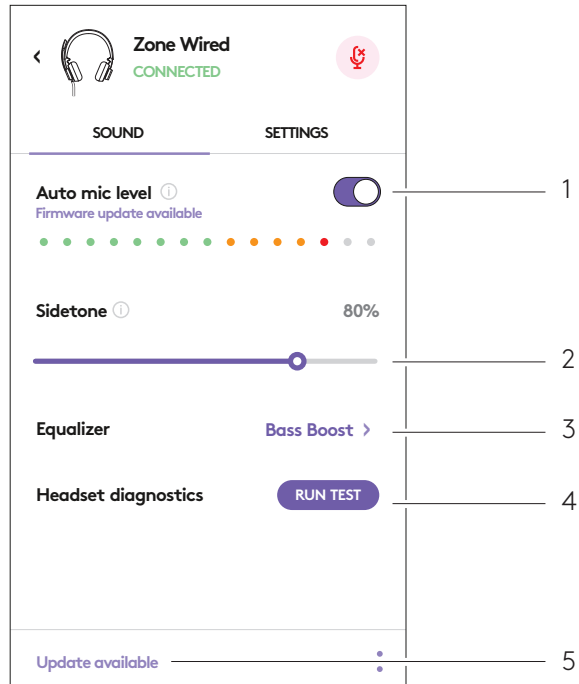 Zone Wired
CONNECTED
SOUND SETTINGS
Auto mic level
Firmware update available
1
Sidetone 80%
2
Equalizer Bass Boost >
3
Headset diagnostics RUN TEST
4
Update available
5